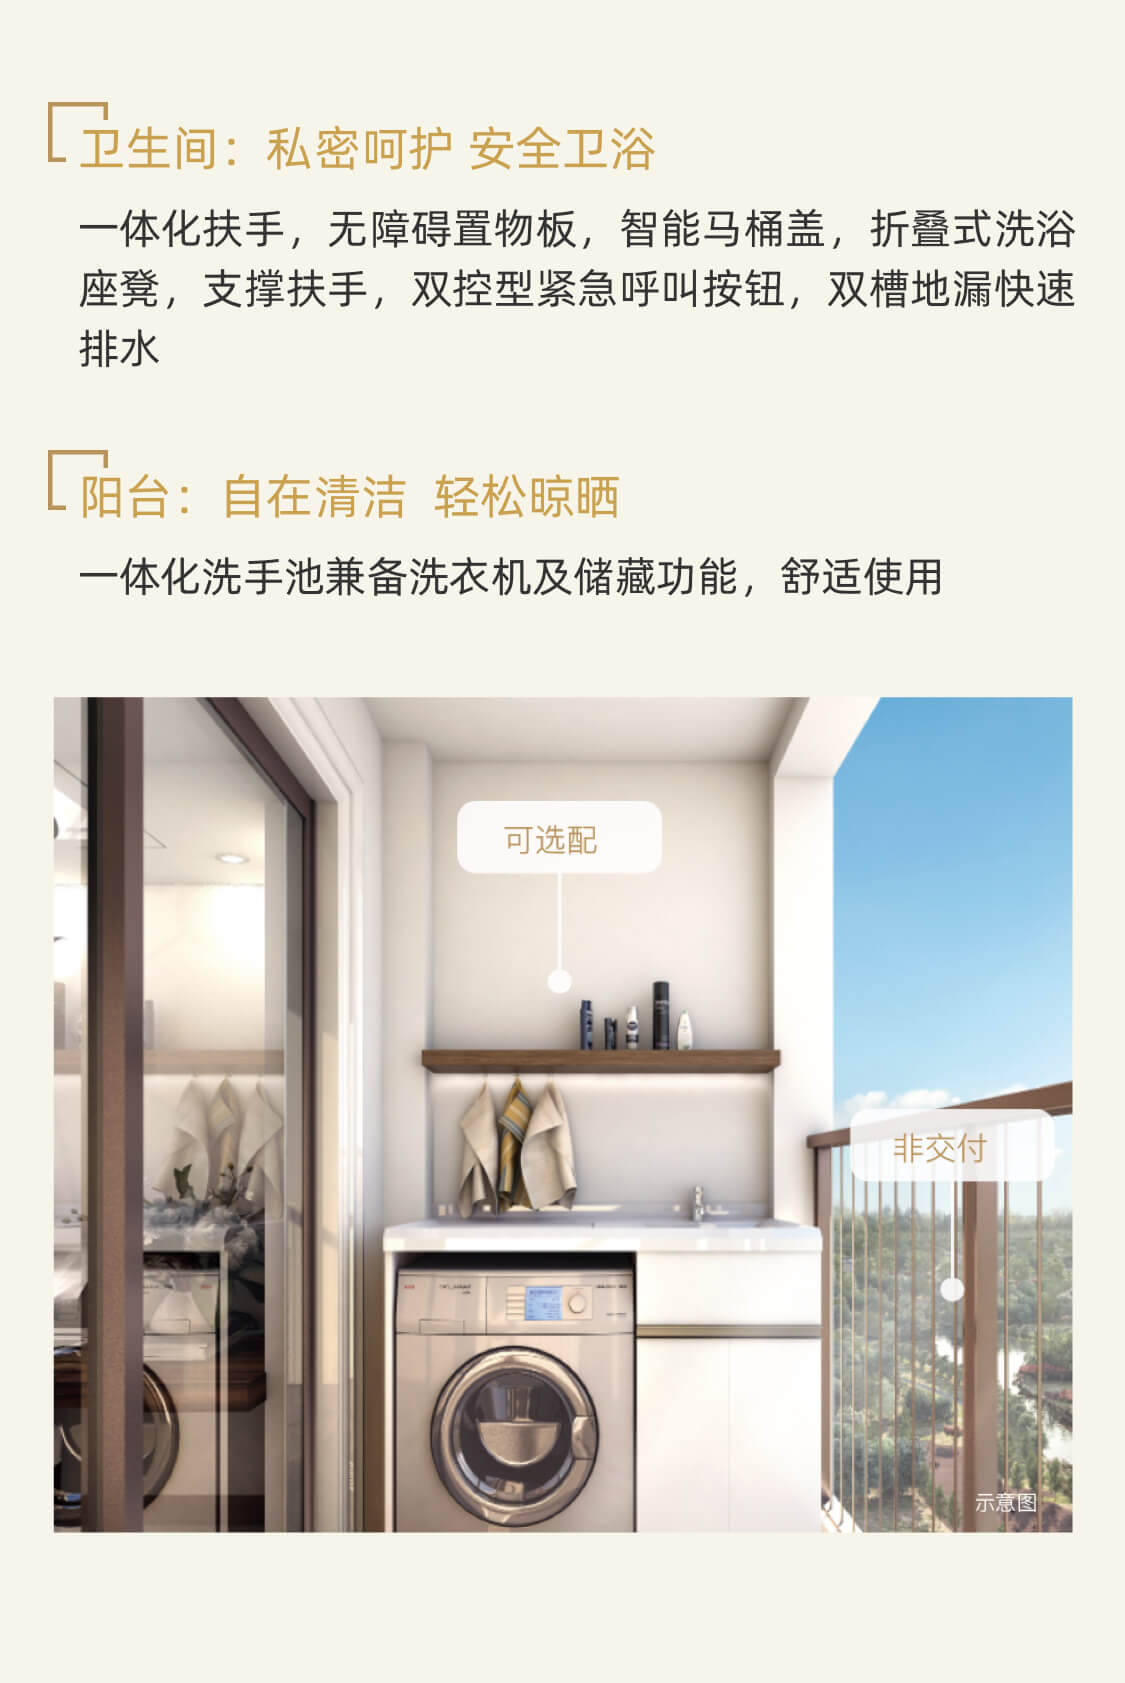 卫生间：私密呵护 安全卫浴
一体化扶手，无障碍置物板，智能马桶盖，折叠式洗浴
座凳，支撑扶手，双控型紧急呼叫按钮，双槽地漏快速
排水
阳台：自在清洁 轻松晾晒
一体化洗手池兼备洗衣机及储藏功能，舒适使用
可选配
非交付
示意图